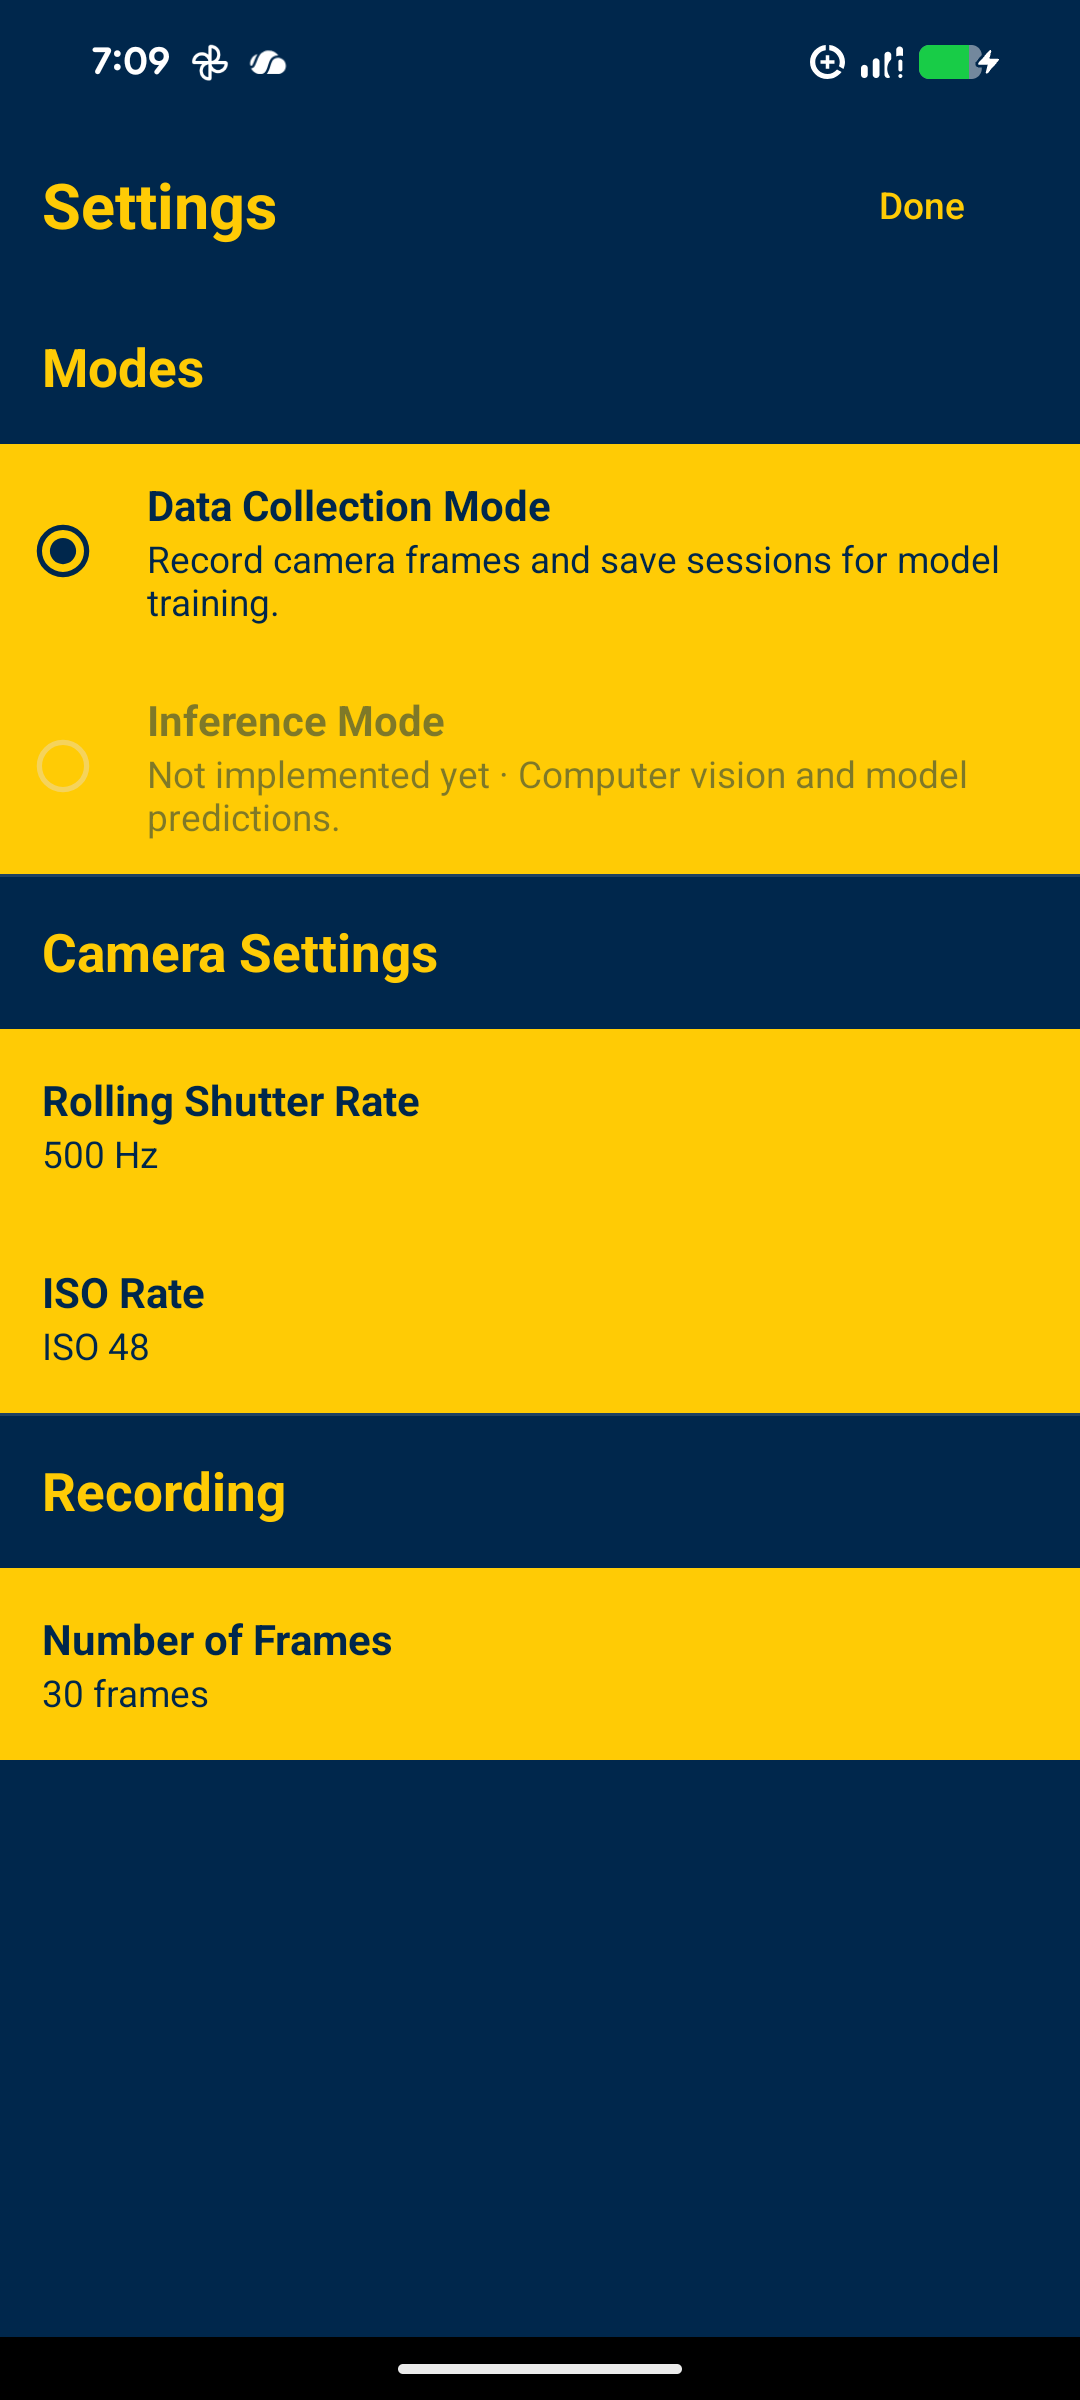 7:09
Settings
Done
Modes
Data Collection Mode
Record camera frames and save sessions for model
training.
Inference Mode
Not implemented yet · Computer vision and model
predictions.
Camera Settings
Rolling Shutter Rate
500 Hz
ISO Rate
ISO 48
Recording
Number of Frames
30 frames